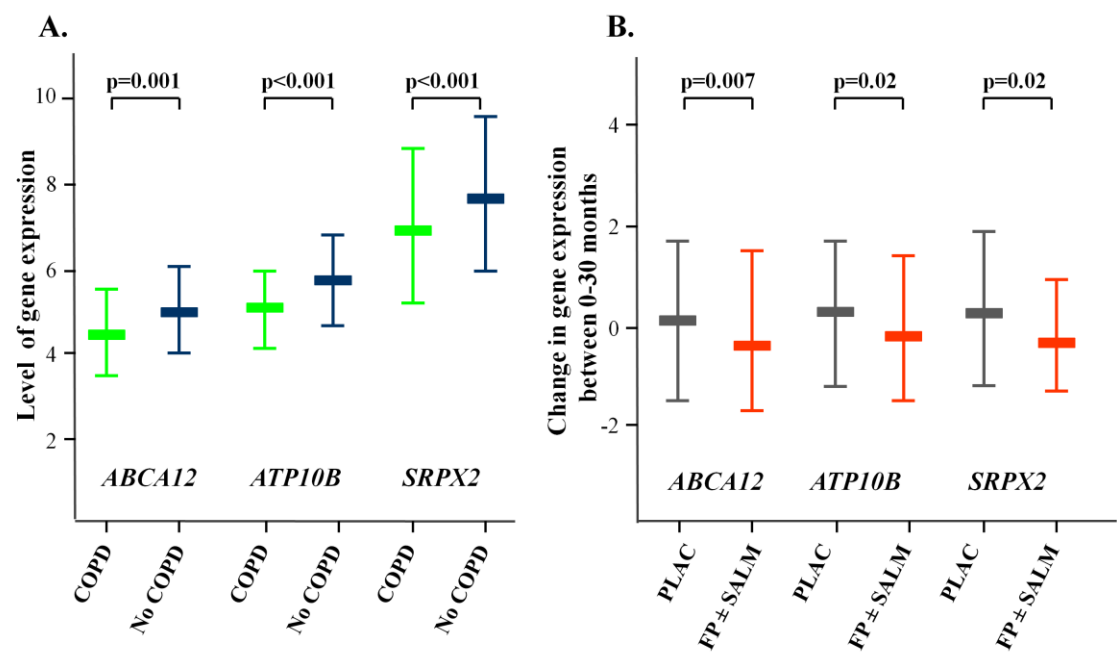 A.
Level of gene expression
10
8
6
4
2
p=0.001
p<0.001
p<0.001
ABCA12
ATP10B
SRPX2
COPD
No COPD
COPD
No COPD
COPD
No COPD
B.
Change in gene expression
between 0-30 months
4
2
0
-2
p=0.007
p=0.02
p=0.02
ABCA12
ATP10B
SRPX2
PLAC
FP ± SALM
PLAC
FP ± SALM
PLAC
FP ± SALM